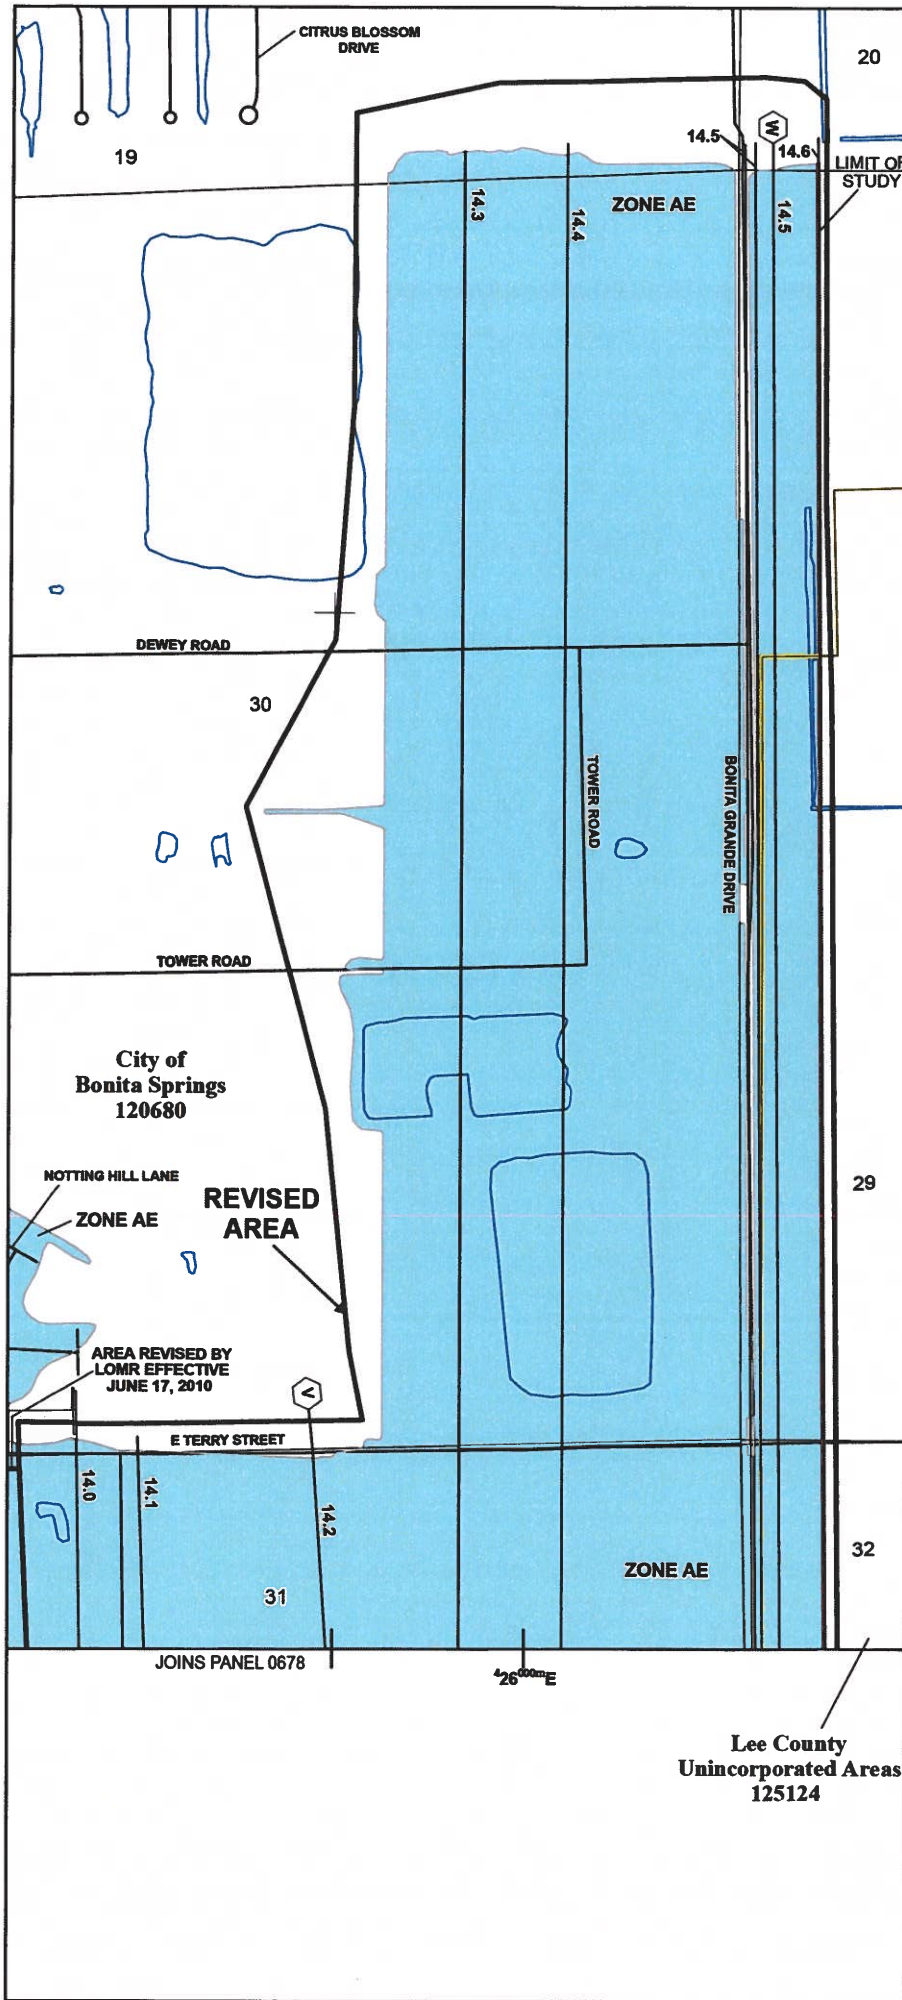 CITRUS BLOSSOM
DRIVE
20
19
14.5
W
14.6
LIMIT OF
STUDY
14.3
14.4
ZONE AE
14.5
DEWEY ROAD
30
TOWER ROAD
BONITA GRANDE DRIVE
TOWER ROAD
City of
Bonita Springs
120680
NOTTING HILL LANE
ZONE AE
REVISED
AREA
29
AREA REVISED BY
LOMR EFFECTIVE
JUNE 17, 2010
V
E TERRY STREET
14.0
14.1
14.2
31
ZONE AE
32
JOINS PANEL 0678
426000mE
Lee County
Unincorporated Areas
125124